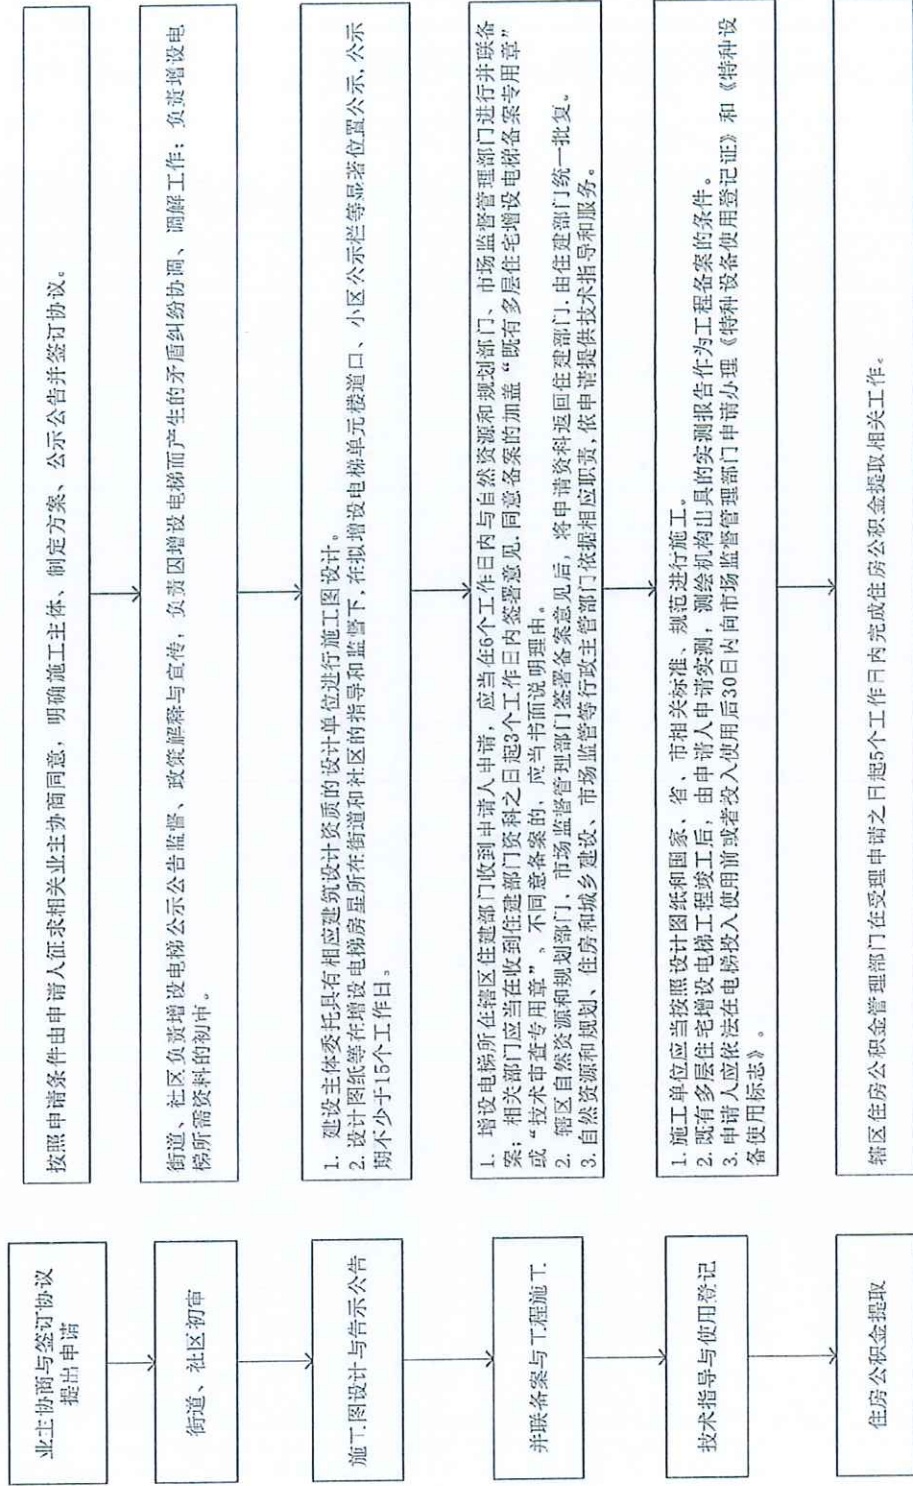 业主协商与签订协议
提出申请
按照申请条件由申请人征求相关业主协商同意，明确施工主体、制定方案、公示公告并签订协议。
街道、社区初审
街道、社区负责增设电梯公示公告监督、政策解释与宣传，负责因增设电梯而产生的矛盾纠纷协调、调解工作；负责增设电
梯所需资料的初审。
施工图设计与告示公告
1. 建设主体委托具有相应建筑设计资质的设计单位进行施工图设计。
2. 设计图纸等在增设电梯房屋所在街道和社区的指导和监督下,在拟增设电梯单元楼道口、小区公示栏等显著位置公示,公示
期不少于15个工作日。
并联备案与工程施工
1. 增设电梯所在辖区住建部门收到申请人申请，应当在6个工作日内与自然资源和规划部门、市场监督管理部门进行并联备
案；相关部门应当在收到住建部门资料之日起3个工作日内签署意见.同意备案的加盖“既有多层住宅增设电梯备案专用章”
或“技术审查专用章”、不同意备案的、应当书面说明理由。
2. 辖区自然资源和规划部门、市场监督管理部门签署备案意见后，将申请资料返回住建部门.由住建部门统一批复。
3. 自然资源和规划、住房和城乡建设、市场监管等行政主管部门依据相应职责,依申请提供技术指导和服务。
技术指导与使用登记
1. 施工单位应当按照设计图纸和国家、省、市相关标准、规范进行施工。
2. 既有多层住宅增设电梯工程竣工后，由申请人申请实测，测绘机构出具的实测报告作为工程备案的条件。
3. 申请人应依法在电梯投入使用前或者投入使用后30日内向市场监督管理部门申请办理《特种设备使用登记证》和《特种设
备使用标志》。
住房公积金提取
辖区住房公积金管理部门在受理申请之日起5个工作日内完成住房公积金提取相关工作.